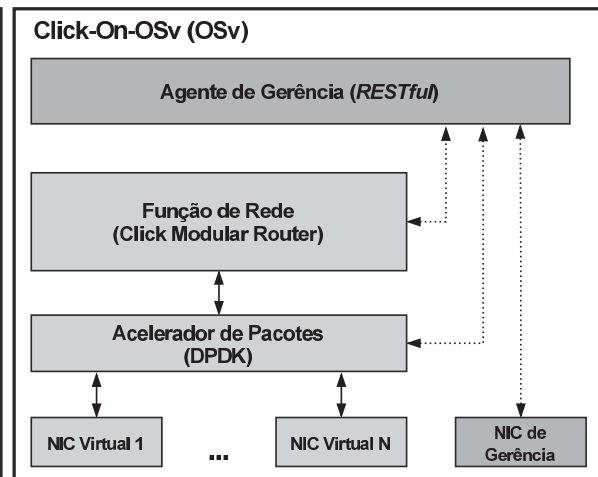 Click-On-OSv (OSv)
Agente de Gerência (RESTful)
Função de Rede
(Click Modular Router)
Acelerador de Pacotes
(DPDK)
NIC Virtual 1
...
NIC Virtual N
NIC de
Gerência